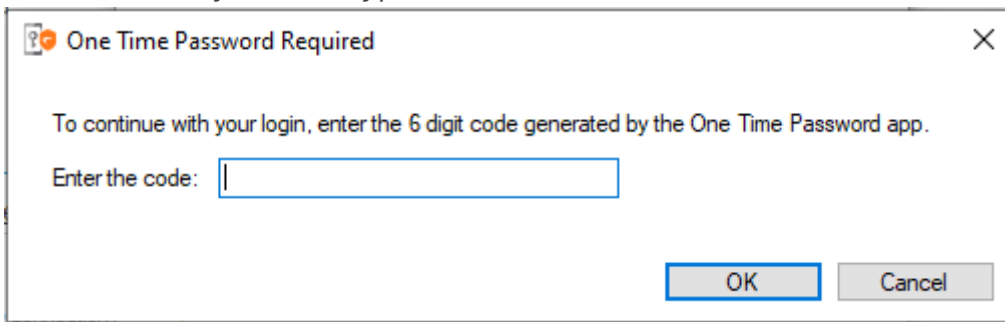 One Time Password Required
To continue with your login, enter the 6 digit code generated by the One Time Password app.
Enter the code:
OK Cancel